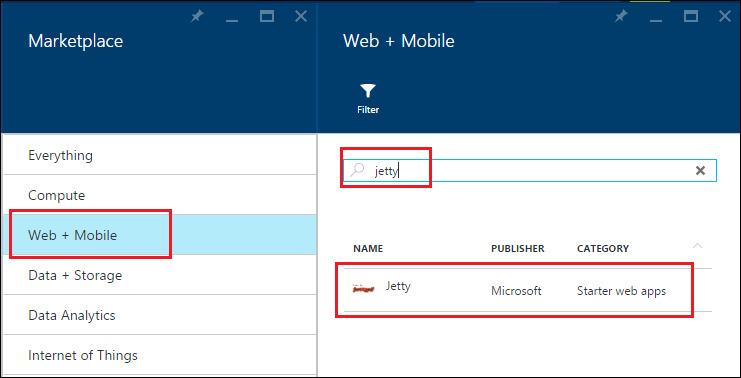 Marketplace
Everything
Compute
Web + Mobile
Data + Storage
Data Analytics
Internet of Things
Web + Mobile
Filter
jetty
NAME PUBLISHER CATEGORY
Jetty Microsoft Starter web apps